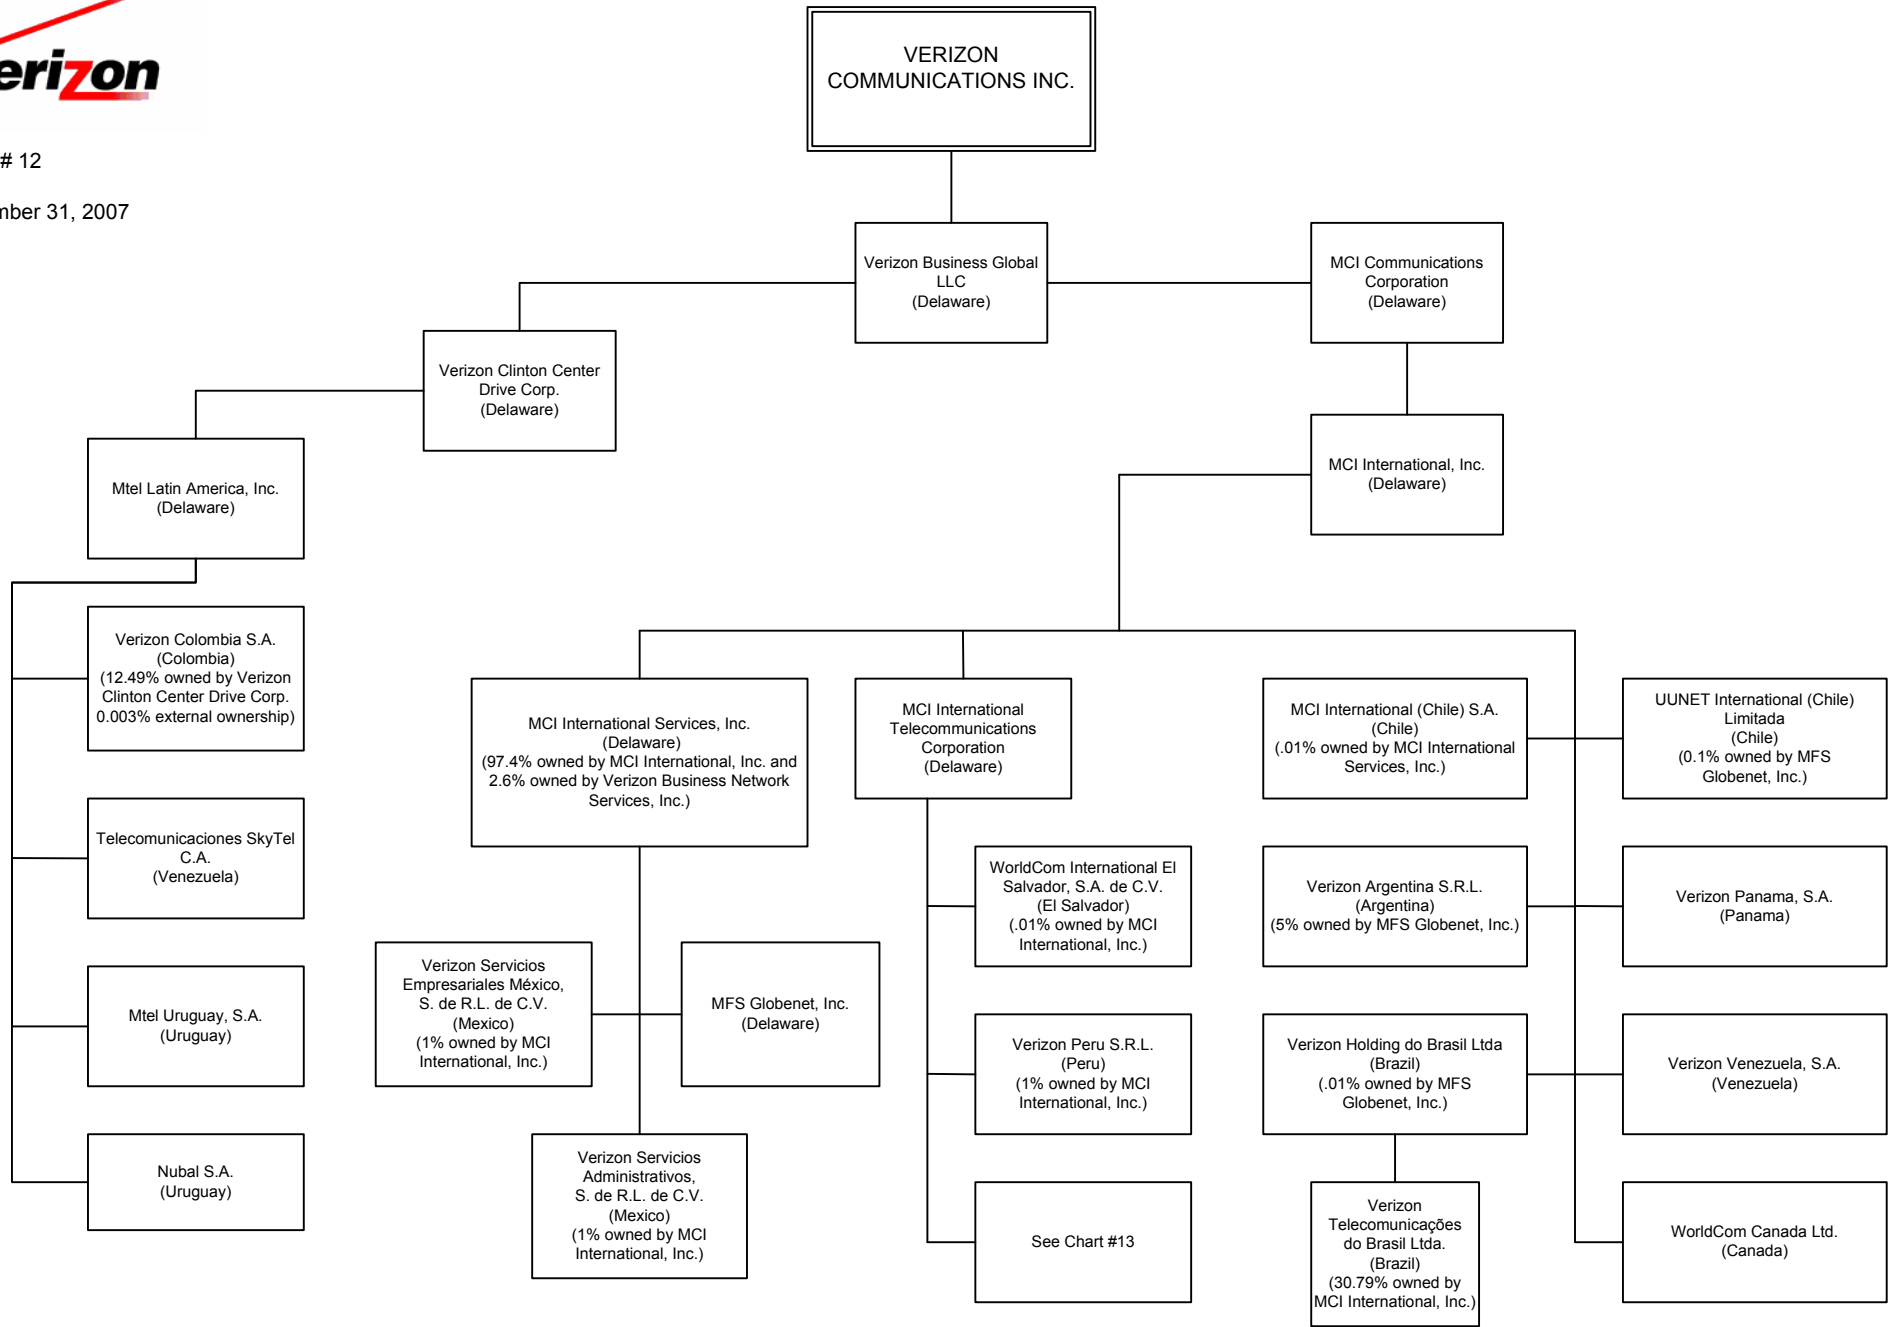 erizon
# 12
mber 31, 2007
VERIZON
COMMUNICATIONS INC.
Verizon Business Global
LLC
(Delaware)
MCI Communications
Corporation
(Delaware)
Verizon Clinton Center
Drive Corp.
(Delaware)
MCI International, Inc.
(Delaware)
Mtel Latin America, Inc.
(Delaware)
Verizon Colombia S.A.
(Colombia)
(12.49% owned by Verizon
Clinton Center Drive Corp.
0.003% external ownership)
Telecomunicaciones SkyTel
C.A.
(Venezuela)
Mtel Uruguay, S.A.
(Uruguay)
Nubal S.A.
(Uruguay)
MCI International Services, Inc.
(Delaware)
(97.4% owned by MCI International, Inc. and
2.6% owned by Verizon Business Network
Services, Inc.)
Verizon Servicios
Empresariales México,
S. de R.L. de C.V.
(Mexico)
(1% owned by MCI
International, Inc.)
MFS Globenet, Inc.
(Delaware)
Verizon Servicios
Administrativos,
S. de R.L. de C.V.
(Mexico)
(1% owned by MCI
International, Inc.)
MCI International
Telecommunications
Corporation
(Delaware)
WorldCom International El
Salvador, S.A. de C.V.
(El Salvador)
(.01% owned by MCI
International, Inc.)
Verizon Peru S.R.L.
(Peru)
(1% owned by MCI
International, Inc.)
See Chart #13
MCI International (Chile) S.A.
(Chile)
(.01% owned by MCI International
Services, Inc.)
Verizon Argentina S.R.L.
(Argentina)
(5% owned by MFS Globenet, Inc.)
Verizon Holding do Brasil Ltda
(Brazil)
(.01% owned by MFS
Globenet, Inc.)
Verizon
Telecomunicações
do Brasil Ltda.
(Brazil)
(30.79% owned by
MCI International, Inc.)
UUNET International (Chile)
Limitada
(Chile)
(0.1% owned by MFS
Globenet, Inc.)
Verizon Panama, S.A.
(Panama)
Verizon Venezuela, S.A.
(Venezuela)
WorldCom Canada Ltd.
(Canada)